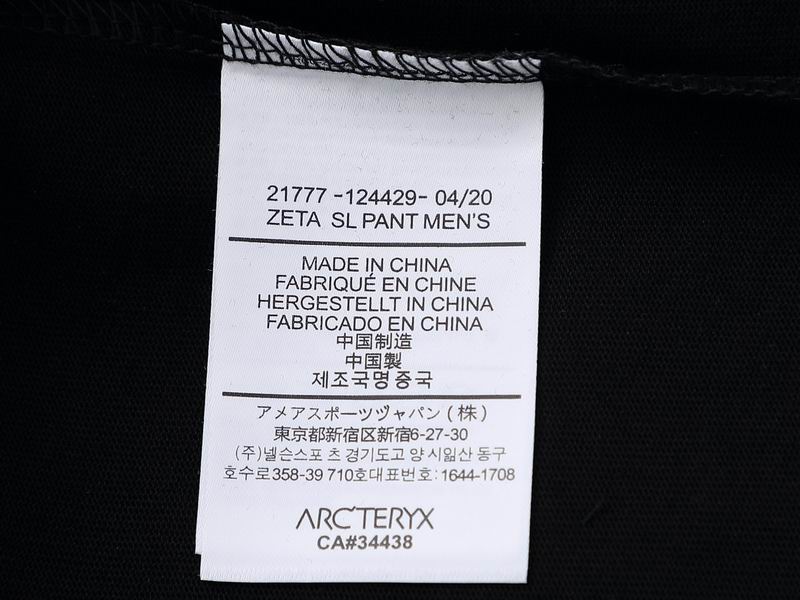 21777 -124429- 04/20
ZETA SL PANT MEN'S
MADE IN CHINA
FABRIQUÉ EN CHINE
HERGESTELLT IN CHINA
FABRICADO EN CHINA
中国制造
中国製
제조국명 중국
アメアスポーツヅャパン (株)
東京都新宿区新宿6-27-30
(주)넬슨스포 츠 경기도고 양 시일산 동구
호수로358-39 710호대표번호: 1644-1708
ARC'TERYX
CA#34438